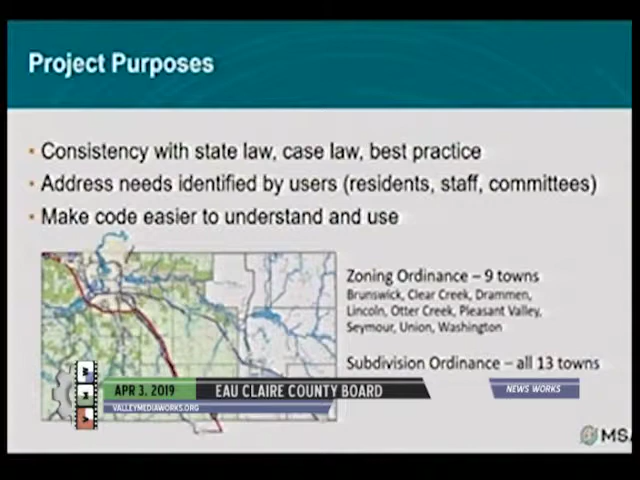 Project Purposes
• Consistency with state law, case law, best practice
• Address needs identified by users (residents, staff, committees)
• Make code easier to understand and use
Zoning Ordinance – 9 towns
Brunswick, Clear Creek, Drammen,
Lincoln, Otter Creek, Pleasant Valley,
Seymour, Union, Washington
Subdivision Ordinance – all 13 towns
APR 3, 2019
EAU CLAIRE COUNTY BOARD
NEWS WORKS
VALLEYMEDIAWORKS.ORG